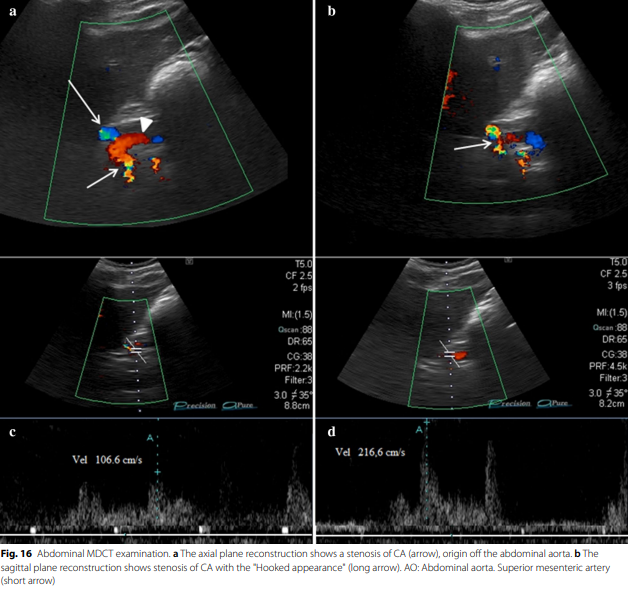 a
b
T5.0
CF 2.5
2 fps
MI:(1.5)
Qscan:88
DR:65
CG:38
PRF:2.2k
Filter:3
3.0 ≠ 35°
8.8cm
Precision APure
T5.0
CF 2.5
3 fps
MI:(1.5)
Qscan:88
DR:65
CG:38
PRF:4.5k
Filter:3
3.0 ≠ 35°
8.2cm
Precision APure
c
A
Vel 106.6 cm/s
d
A
Vel 216,6 cm/s
Fig. 16 Abdominal MDCT examination. a The axial plane reconstruction shows a stenosis of CA (arrow), origin off the abdominal aorta. b The
sagittal plane reconstruction shows stenosis of CA with the "Hooked appearance" (long arrow). AO: Abdominal aorta. Superior mesenteric artery
(short arrow)